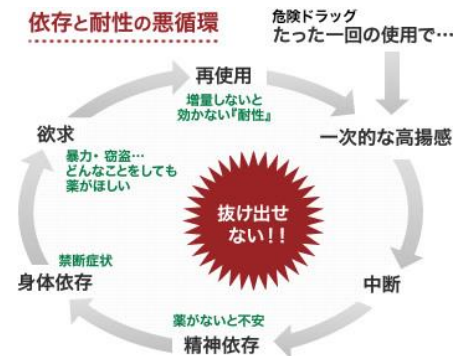 依存と耐性の悪循環
危険ドラッグ
たった一回の使用で…
再使用
増量しないと
効かない『耐性』
一次的な高揚感
中断
薬がないと不安
精神依存
禁断症状
身体依存
欲求
暴力・窃盗…
どんなことをしても
薬がほしい
抜け出せ
ない！！